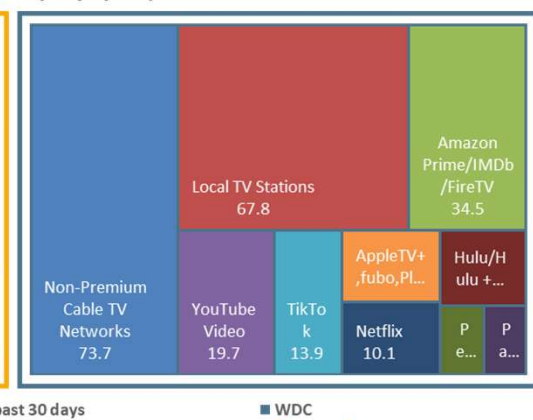 Non-Premium
Cable TV
Networks
73.7
Local TV Stations
67.8
Amazon
Prime/IMDb
/FireTV
34.5
YouTube
Video
19.7
TikTo
k
13.9
AppleTV+
,fubo,Pl...
Netflix
10.1
Hulu/H
ulu +...
P
e...
P
a...
past 30 days
WDC